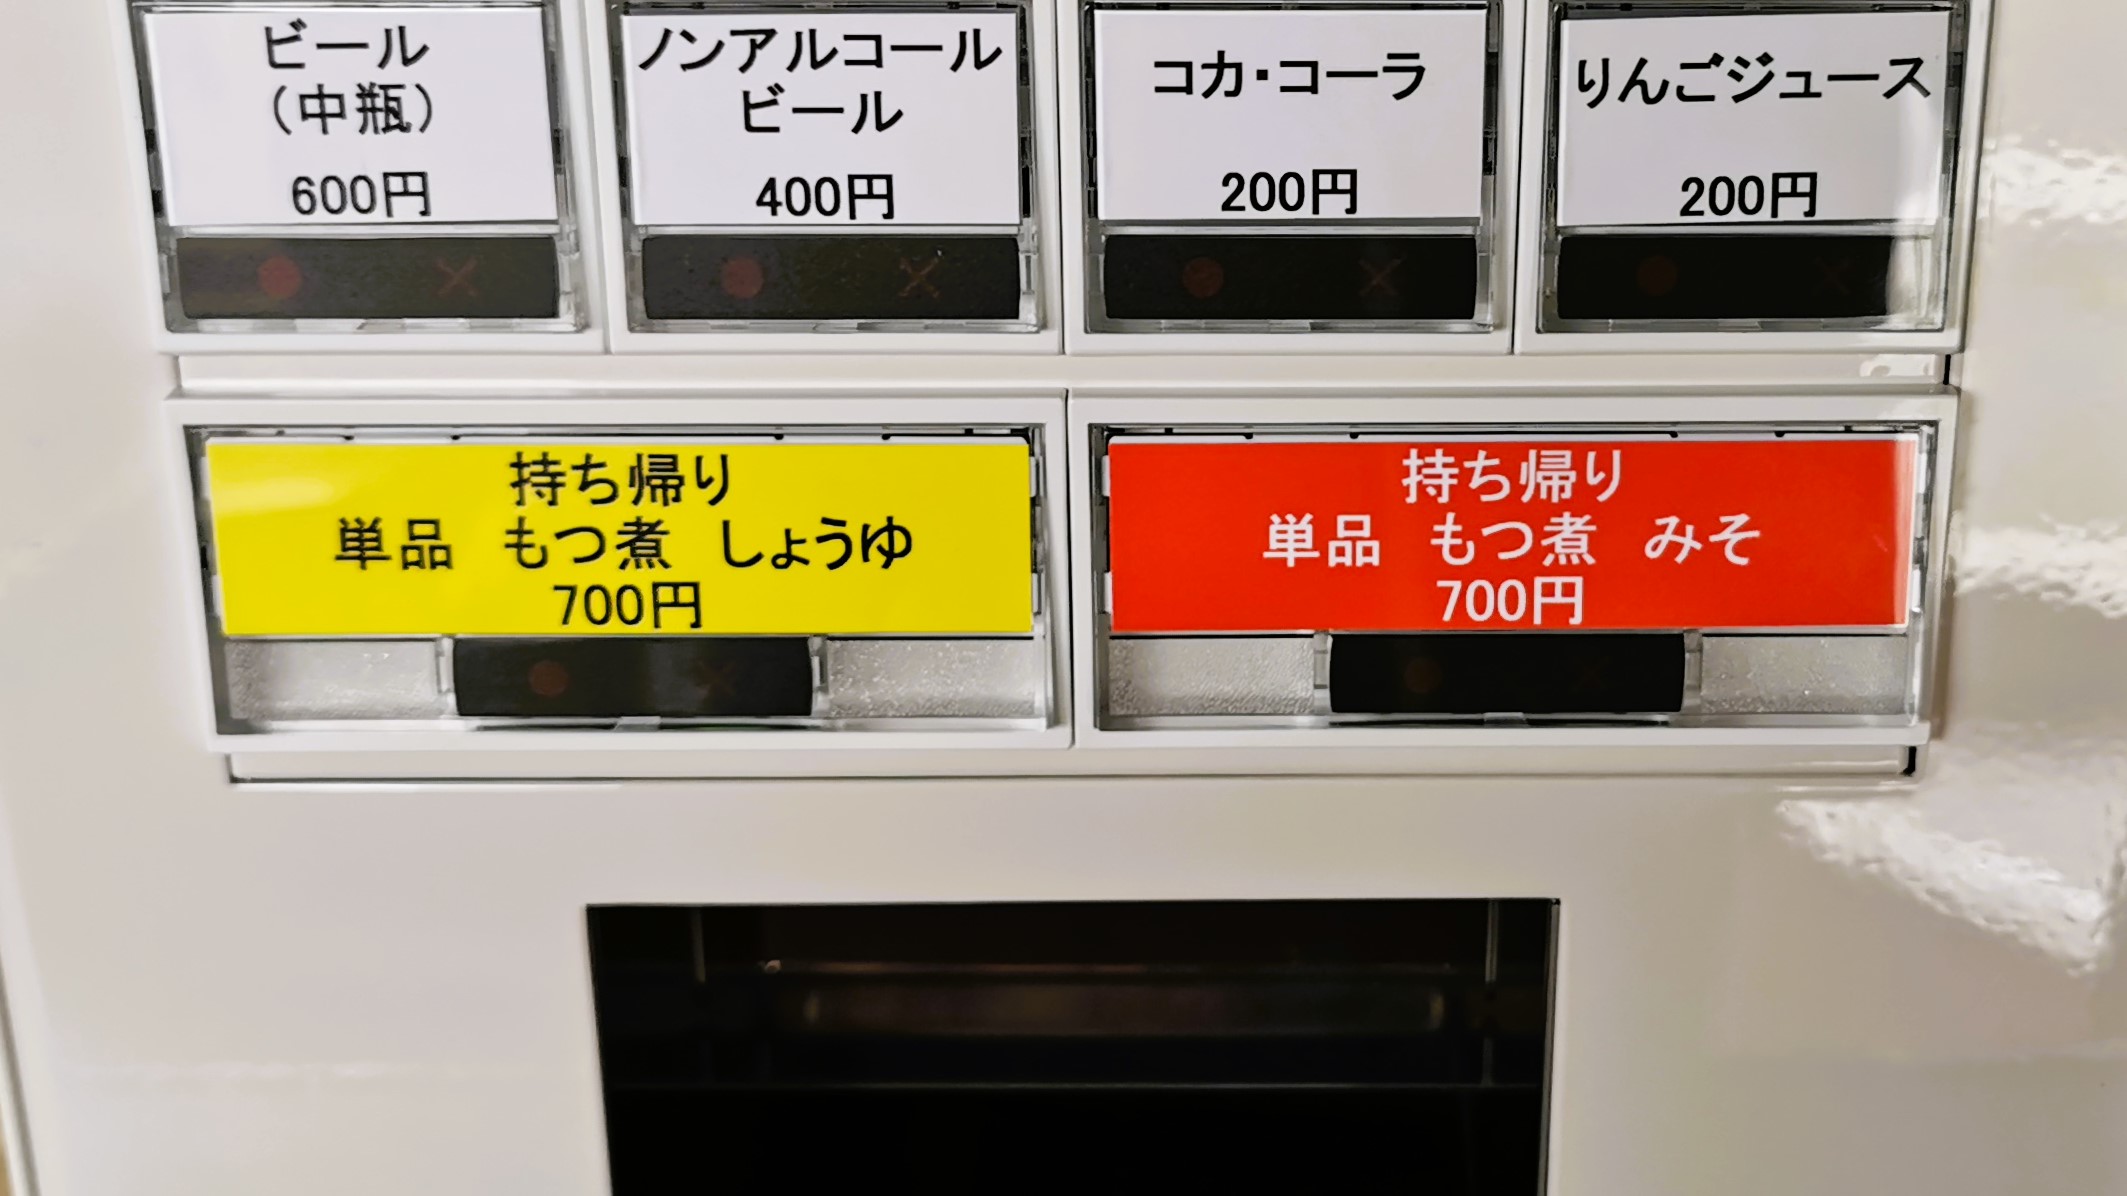 ビール
（中瓶）
600円
ノンアルコール
ビール
400円
コカ・コーラ
200円
りんごジュース
200円
持ち帰り
単品　もつ煮　しょうゆ
700円
持ち帰り
単品　もつ煮　みそ
700円